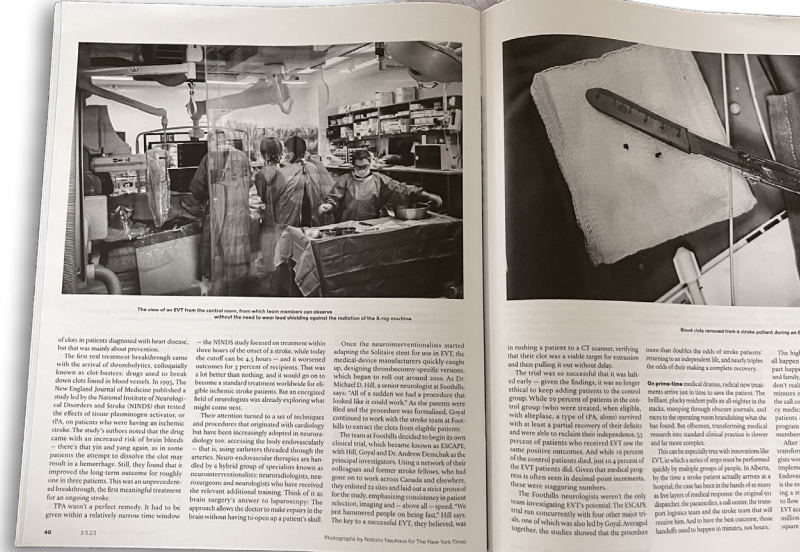 The view of an EVT from the control room, from which team members can observe
without the need to wear lead shielding against the radiation of the X-ray machine.
of clots in patients diagnosed with heart disease,
but that was mainly about prevention.
The first real treatment breakthrough came
with the arrival of thrombolytics, colloquially
known as clot-busters: drugs used to break
down clots found in blood vessels. In 1995, The
New England Journal of Medicine published a
study led by the National Institute of Neurologi-
cal Disorders and Stroke (NINDS) that tested
the effects of tissue plasminogen activator, or
tPA, on patients who were having an ischemic
stroke. The study's authors noted that the drug
came with an increased risk of brain bleeds
— there's that yin and yang again, as in some
patients the attempt to dissolve the clot may
result in a hemorrhage. Still, they found that it
improved the long-term outcome for roughly
one in three patients. This was an unprecedent-
ed breakthrough, the first meaningful treatment
for an ongoing stroke.
TPA wasn't a perfect remedy. It had to be
given within a relatively narrow time window
— the NINDS study focused on treatment within
three hours of the onset of a stroke, while today
the cutoff can be 4.5 hours — and it worsened
outcomes for 3 percent of recipients. That was
a lot better than nothing, and it would go on to
become a standard treatment worldwide for eli-
gible ischemic stroke patients. But an energized
field of neurologists was already exploring what
might come next.
Their attention turned to a set of techniques
and procedures that originated with cardiology
but have been increasingly adopted in neurora-
diology too: accessing the body endovascularly
— that is, using catheters threaded through the
arteries. Neuro-endovascular therapies are han-
dled by a hybrid group of specialists known as
neurointerventionalists: neuroradiologists, neu-
rosurgeons and neurologists who have received
the relevant additional training. Think of it as
brain surgery's answer to laparoscopy: The
approach allows the doctor to make repairs in the
brain without having to open up a patient's skull.
Once the neurointerventionalists started
adapting the Solitaire stent for use in EVT, the
medical-device manufacturers quickly caught
up, designing thrombectomy-specific versions,
which began to roll out around 2010. As Dr.
Michael D. Hill, a senior neurologist at Foothills,
says: "All of a sudden we had a procedure that
looked like it could work." As the patents were
filed and the procedure was formalized, Goyal
continued to work with the stroke team at Foot-
hills to extract the clots from eligible patients.
The team at Foothills decided to begin its own
clinical trial, which became known as ESCAPE,
with Hill, Goyal and Dr. Andrew Demchuk as the
principal investigators. Using a network of their
colleagues and former stroke fellows, who had
gone on to work across Canada and elsewhere,
they enlisted 22 sites and laid out a strict protocol
for the study, emphasizing consistency in patient
selection, imaging and — above all — speed. "We
just hammered people on being fast," Hill says.
The key to a successful EVT, they believed, was
40
3.5.23
Photographs by Natalia Neuhaus for The New York Times
Blood clots removed from a stroke patient during an
in rushing a patient to a CT scanner, verifying
that their clot was a viable target for extraction
and then pulling it out without delay.
The trial was so successful that it was halt-
ed early — given the findings, it was no longer
ethical to keep adding patients to the control
group. While 29 percent of patients in the con-
trol group (who were treated, when eligible,
with alteplase, a type of tPA, alone) survived
with at least a partial recovery of their deficits
and were able to reclaim their independence, 53
percent of patients who received EVT saw the
same positive outcomes. And while 19 percent
of the control patients died, just 10.4 percent of
the EVT patients did. Given that medical prog-
ress is often seen in decimal-point increments,
these were staggering numbers.
The Foothills neurologists weren't the only
team investigating EVT's potential. The ESCAPE
trial ran concurrently with four other major tri-
als, one of which was also led by Goyal. Averaged
together, the studies showed that the procedure
more than doubles the odds of stroke patients'
returning to an independent life, and nearly triples
the odds of their making a complete recovery.
On prime-time medical dramas, radical new treat-
ments arrive just in time to save the patient. The
brilliant, plucky resident pulls an all-nighter in the
stacks, snooping through obscure journals, and
races to the operating room brandishing what she
has found. But offscreen, transforming medical
research into standard clinical practice is slower
and far more complex.
This can be especially true with innovations like
EVT, in which a series of steps must be performed
quickly by multiple groups of people. In Alberta,
by the time a stroke patient actually arrives at a
hospital, the case has been in the hands of as many
as five layers of medical response: the original 911
dispatcher, the paramedics, a call center, the trans-
port logistics team and the stroke team that will
receive him. And to have the best outcome, those
handoffs need to happen in minutes, not hours.
The high
all happen
part happ
and family,
don't reali
minutes
the call ce
cy medic
patients
program
members
After
transfor